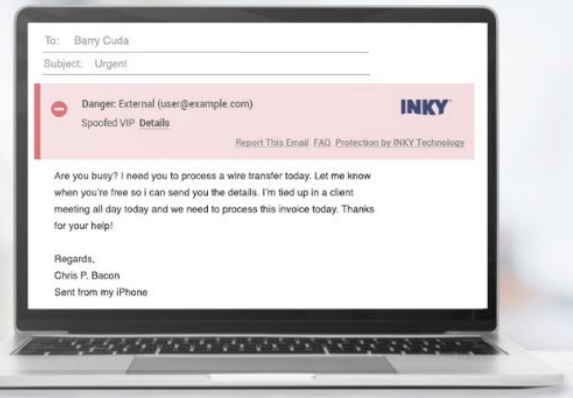 To: Barry Cuda
Subject: Urgent
Danger: External (user@example.com)
INKY
Spoofed VIP Details
Report This Email FAQ Protection by INKY Technology
Are you busy? I need you to process a wire transfer today. Let me know
when you're free so i can send you the details. I'm tied up in a client
meeting all day today and we need to process this invoice today. Thanks
for your help!
Regards,
Chris P. Bacon
Sent from my iPhone